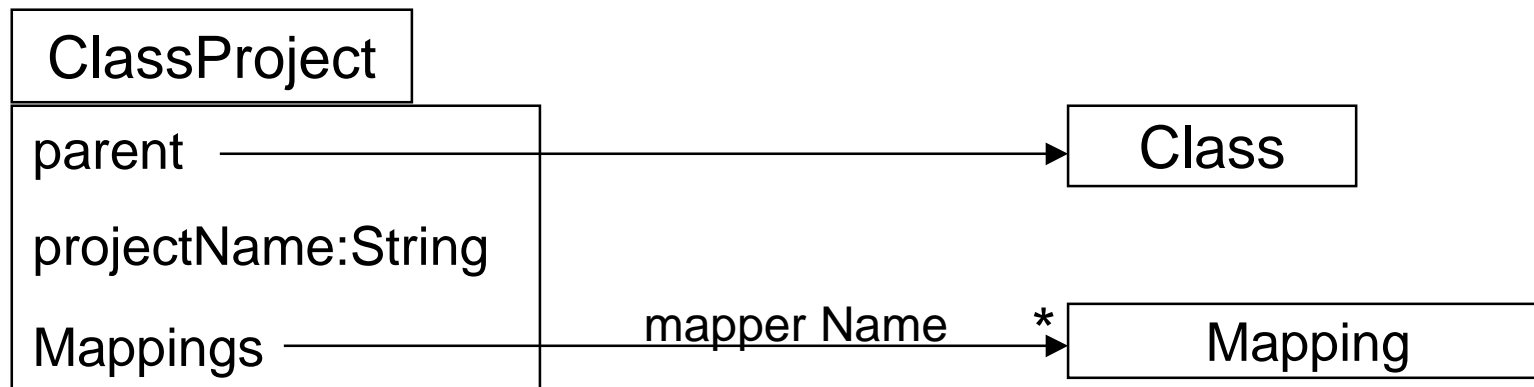 ClassProject
parent
Class
projectName:String
Mappings
mapper Name
*
Mapping